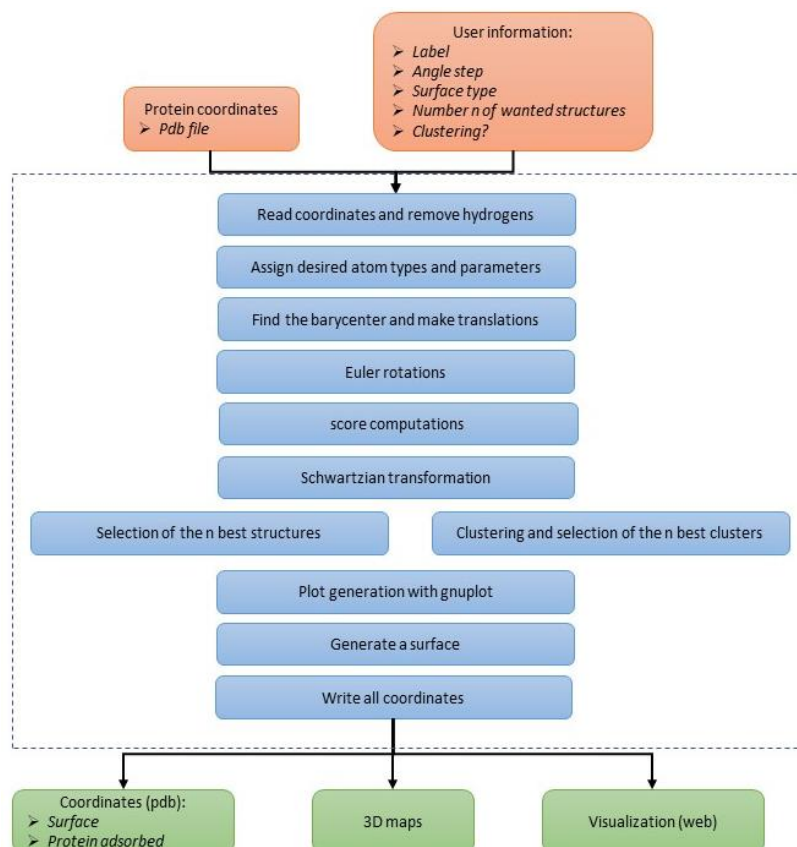 User information:
➢ Label
➢ Angle step
➢ Surface type
➢ Number n of wanted structures
➢ Clustering?
Protein coordinates
➢ Pdb file
Read coordinates and remove hydrogens
Assign desired atom types and parameters
Find the barycenter and make translations
Euler rotations
score computations
Schwartzian transformation
Selection of the n best structures
Clustering and selection of the n best clusters
Plot generation with gnuplot
Generate a surface
Write all coordinates
Coordinates (pdb):
➢ Surface
➢ Protein adsorbed
3D maps
Visualization (web)